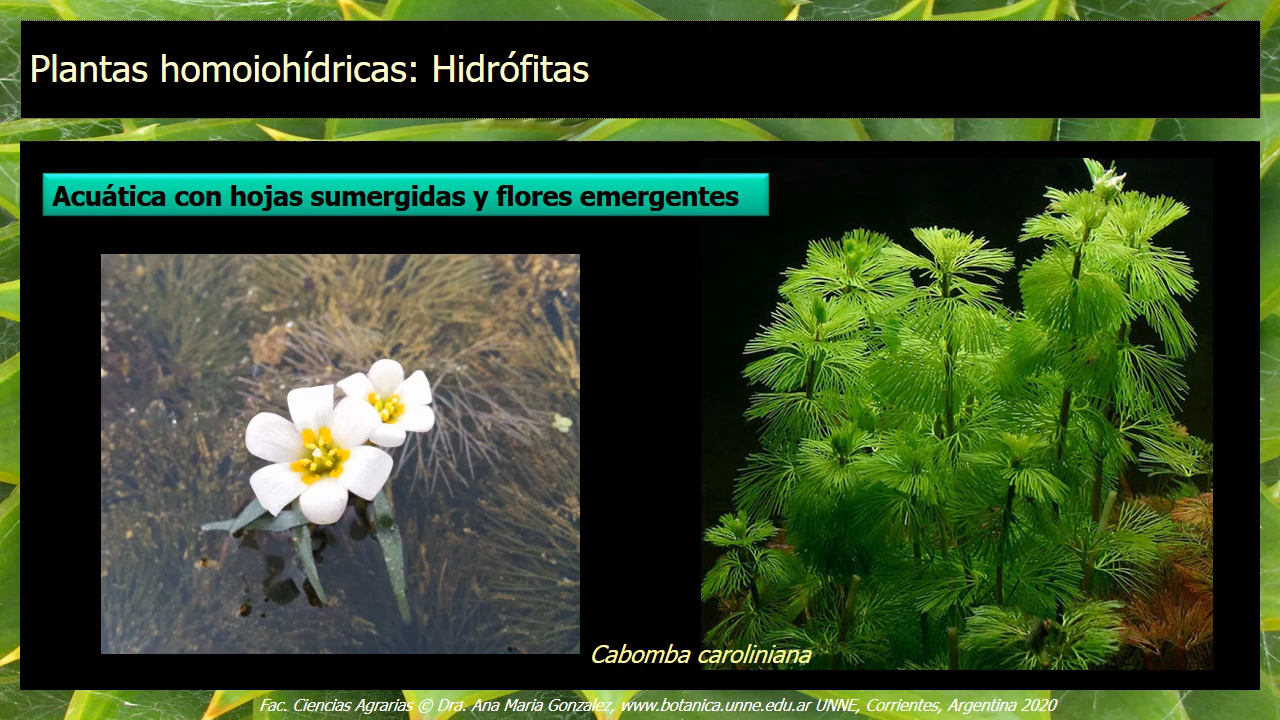 Plantas homoiohídricas: Hidrófitas
Acuática con hojas sumergidas y flores emergentes
Cabomba caroliniana
Fac. Ciencias Agrarias © Dra. Ana Maria Gonzalez, www.botanica.unne.edu.ar UNNE, Corrientes, Argentina 2020